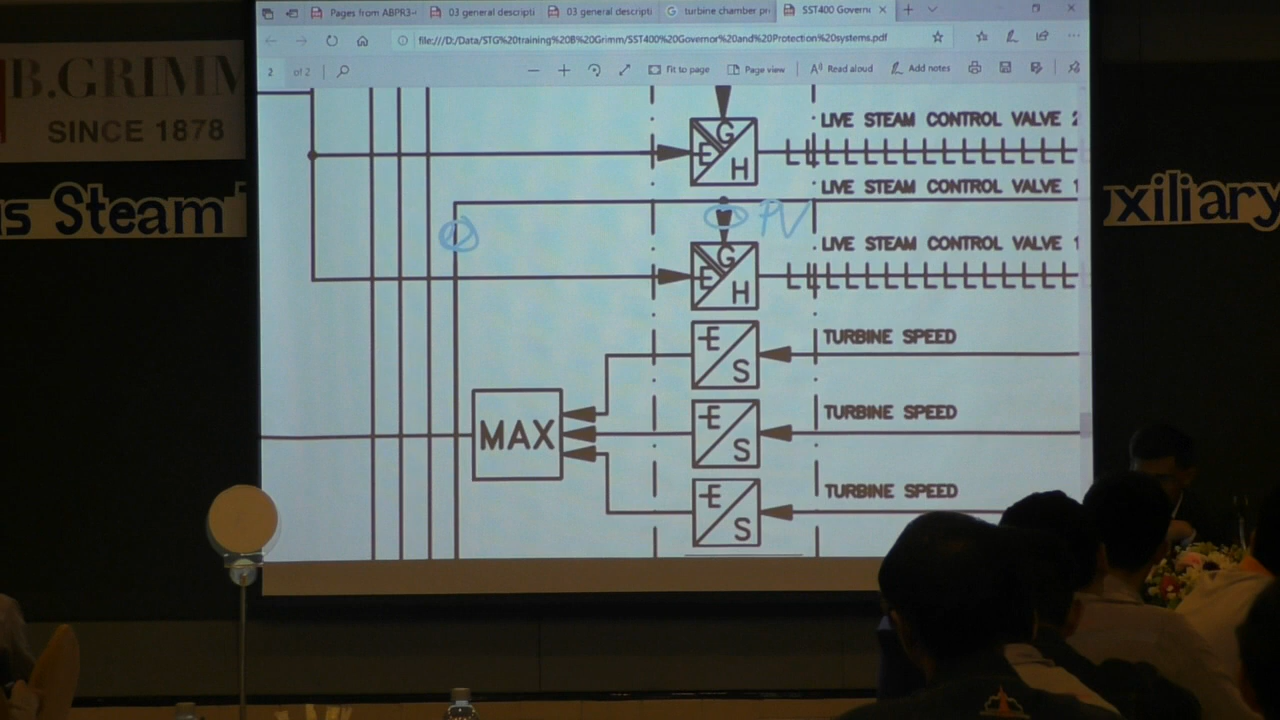 Pages from ABPR3-
03 general descripti
03 general descripti
turbine chamber pr
SST400 Governo
file:///D:/Data/STG%20training%20B%20Grimm/SST400%20Governor%20and%20Protection%20systems.pdf
2 of 2
Fit to page
Page view
Read aloud
Add notes
B.GRIMM
SINCE 1878
s Steam
uxiliary
LIVE STEAM CONTROL VALVE 2
G
E
H
LIVE STEAM CONTROL VALVE 1
PV
LIVE STEAM CONTROL VALVE 1
G
E
H
TURBINE SPEED
E
S
MAX
TURBINE SPEED
E
S
TURBINE SPEED
E
S